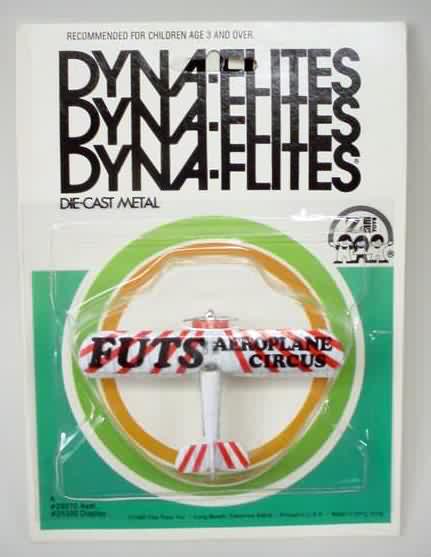 RECOMMENDED FOR CHILDREN AGE 3 AND OVER.
DYNA-FLITES
DYNA-FLITES
DYNA-FLITES®
DIE-CAST METAL
Zee
TOYS
®
FUTS AEROPLANE
CIRCUS